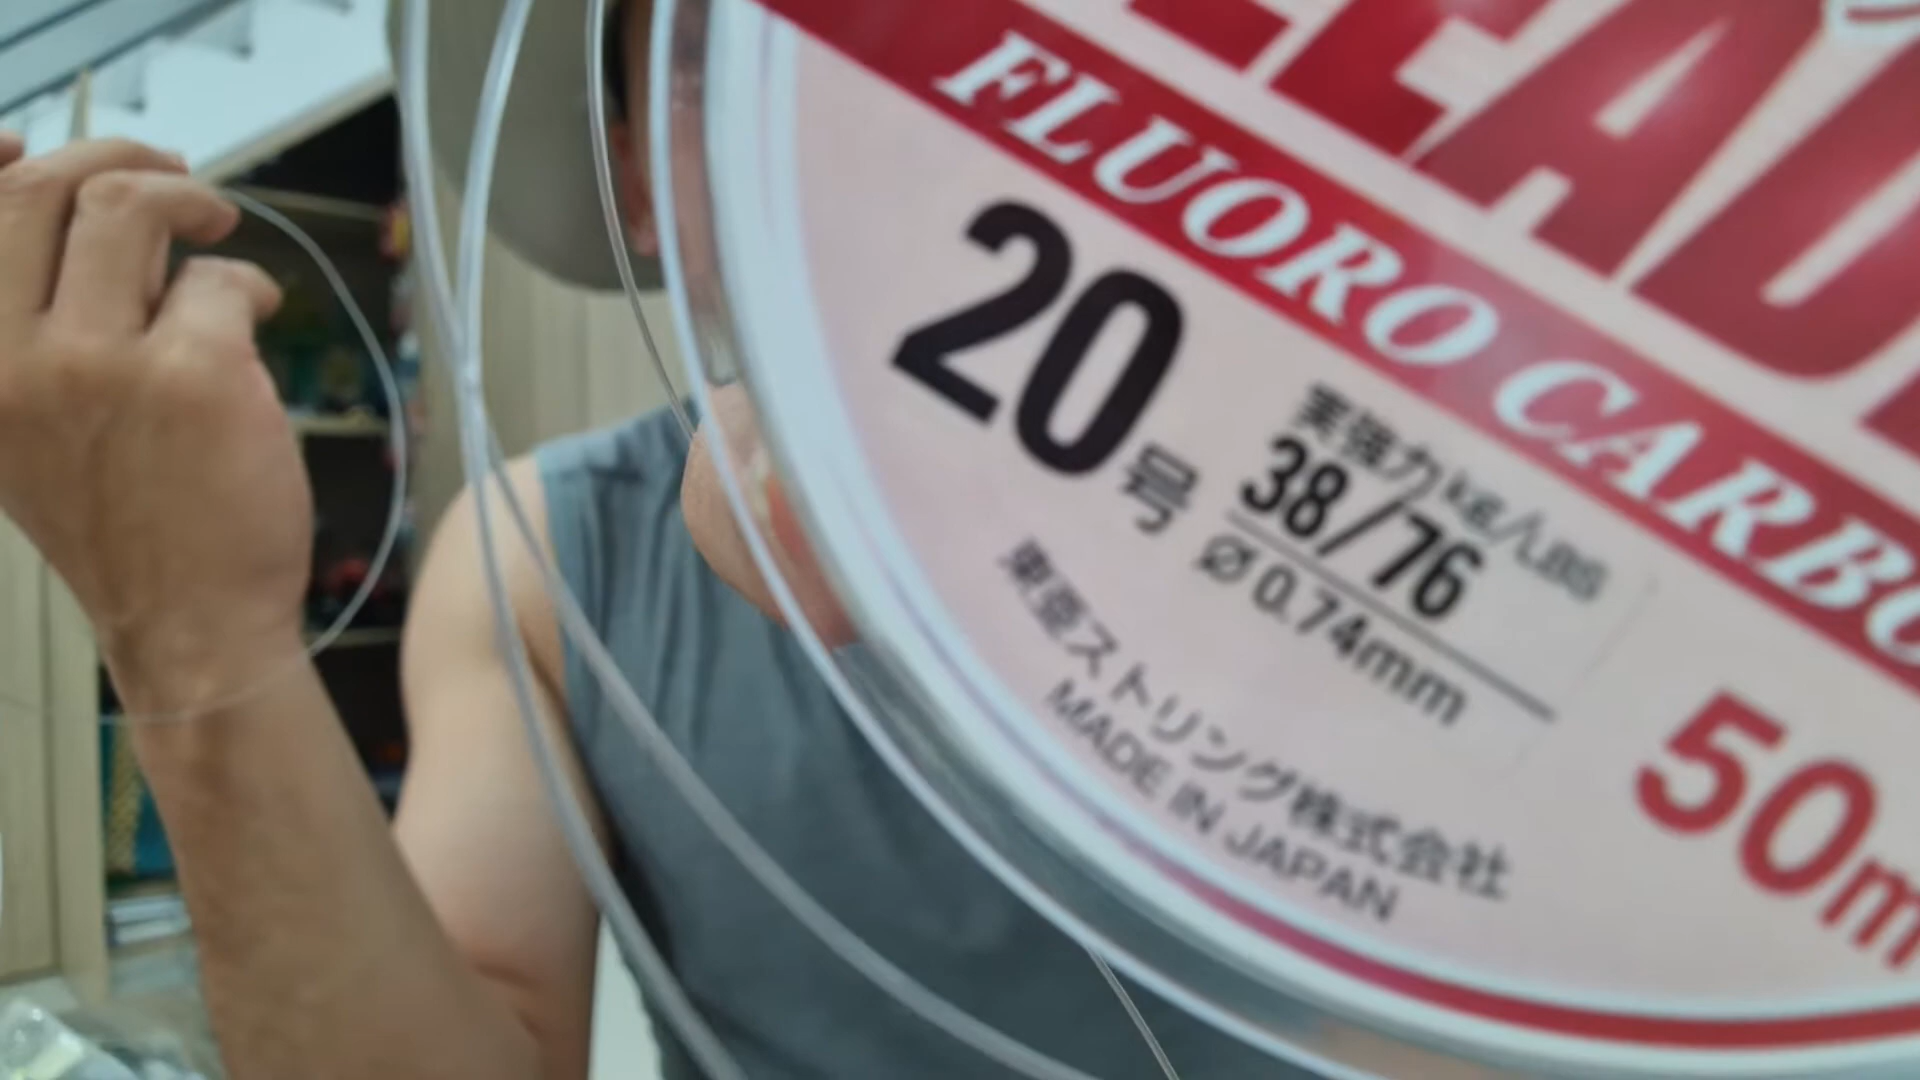 LEAD
FLUORO CARBO
20号
実強力 kg/LBS
38/76
Ø 0.74mm
50m
東亜ストリング株式会社
MADE IN JAPAN